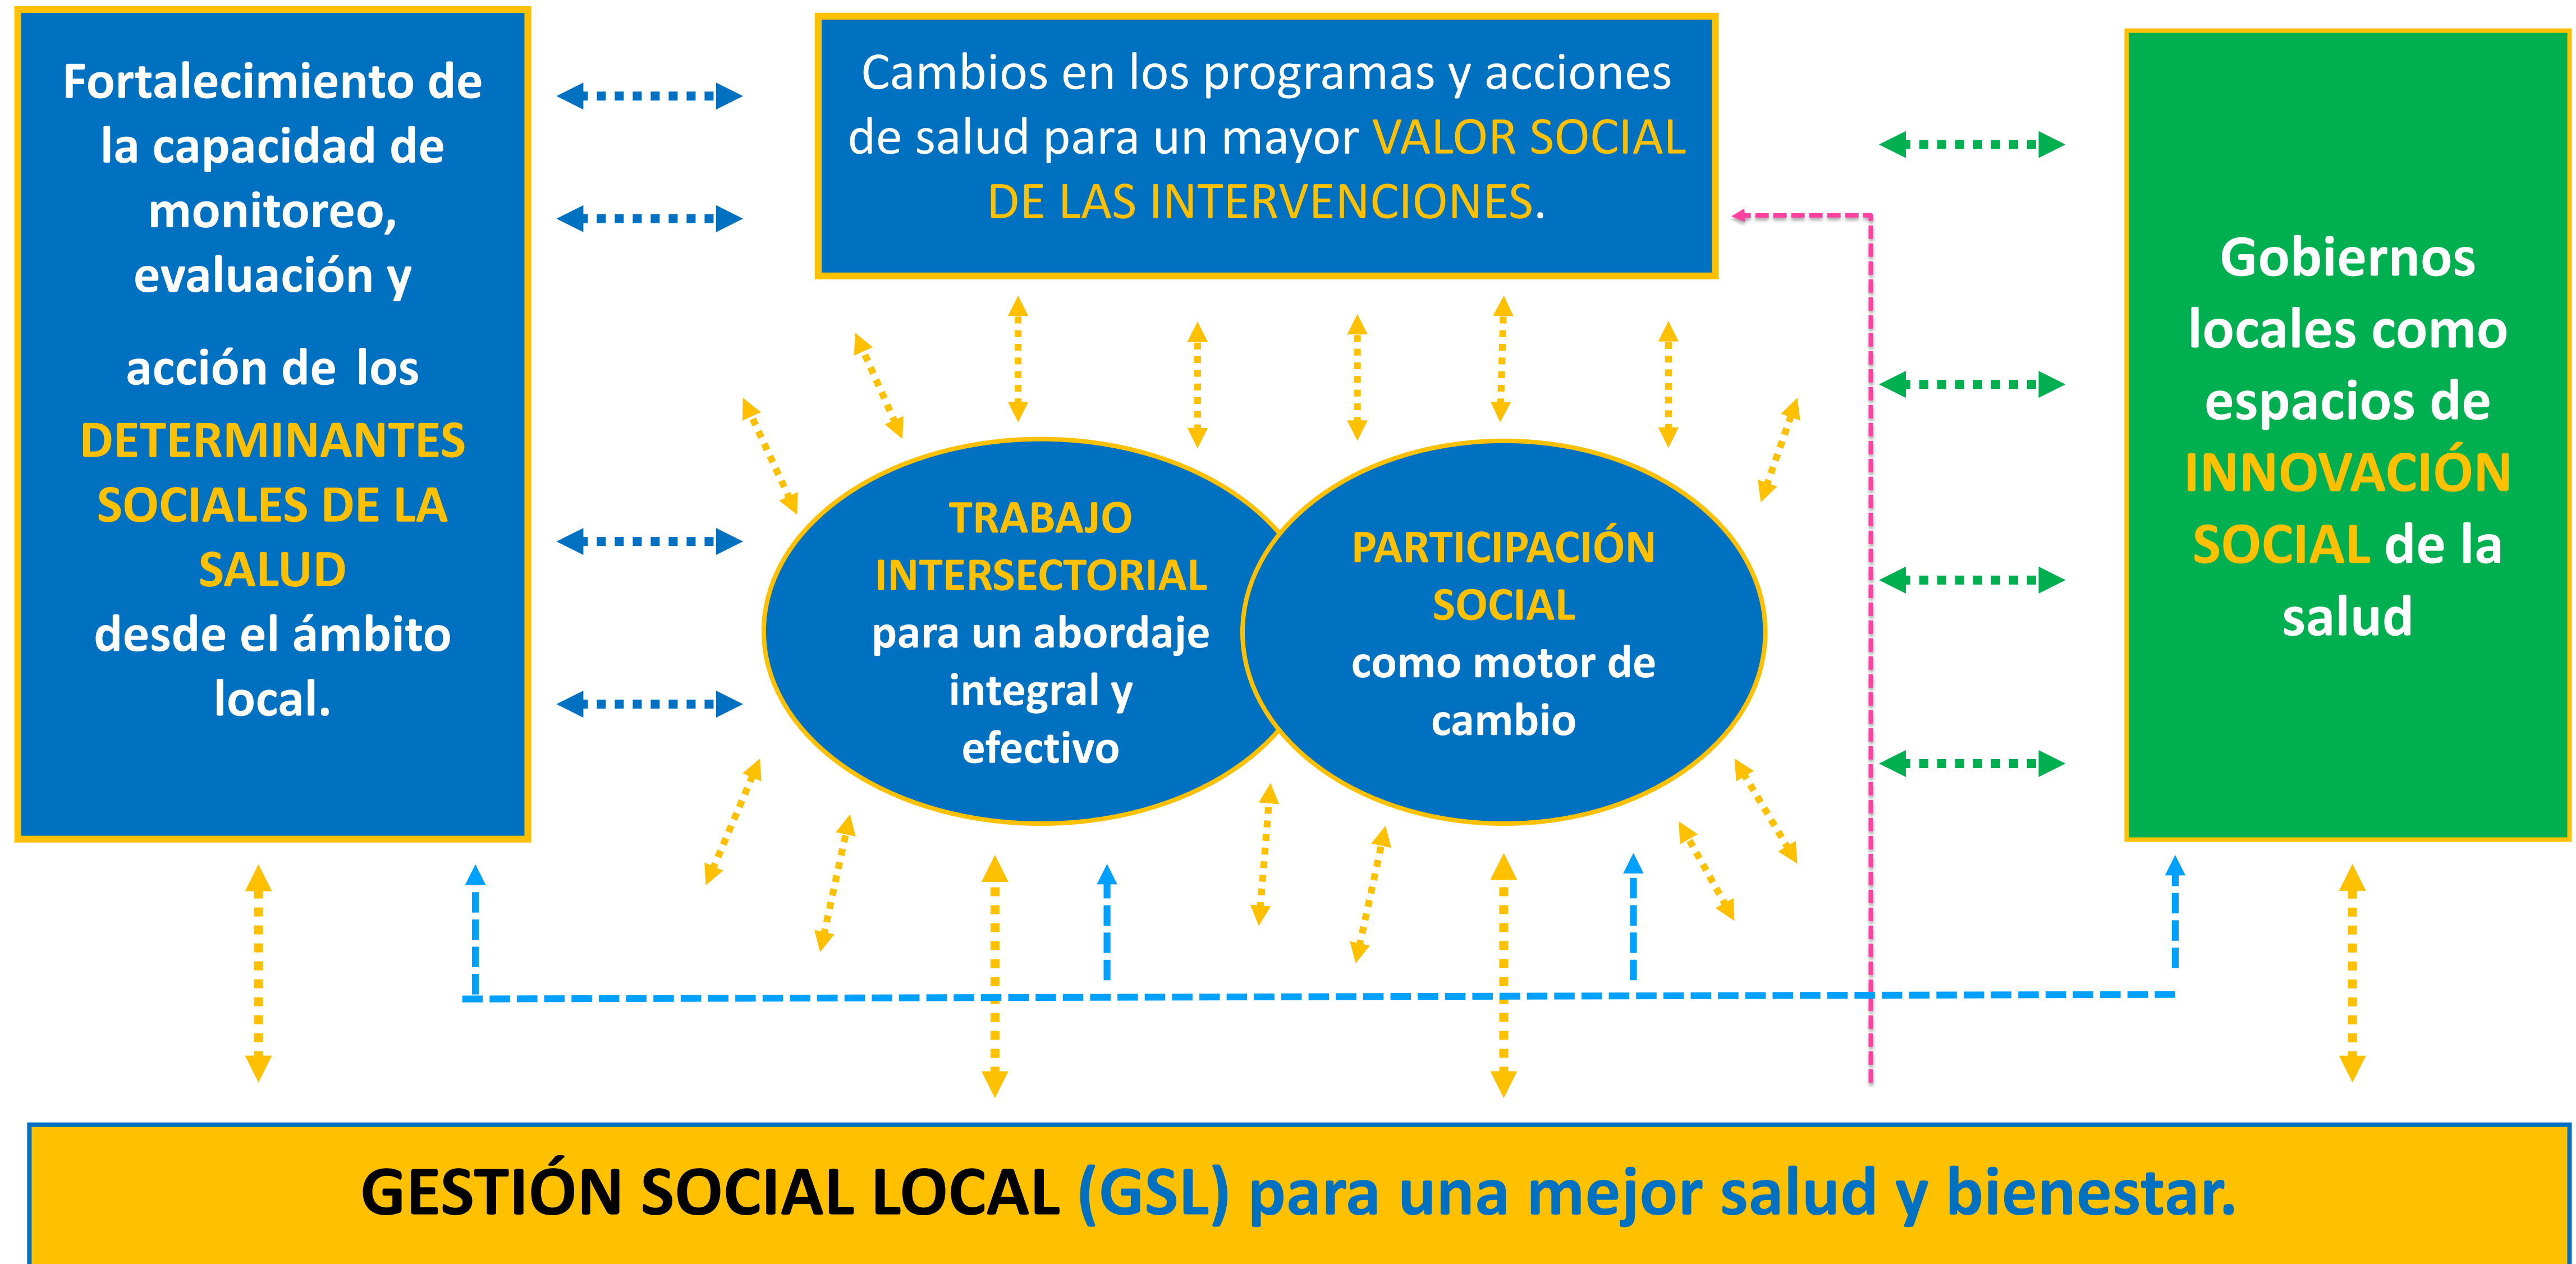 Fortalecimiento de
la capacidad de
monitoreo,
evaluación y
acción de los
DETERMINANTES
SOCIALES DE LA
SALUD
desde el ámbito
local.
Cambios en los programas y acciones
de salud para un mayor VALOR SOCIAL
DE LAS INTERVENCIONES.
TRABAJO
INTERSECTORIAL
para un abordaje
integral y
efectivo
PARTICIPACIÓN
SOCIAL
como motor de
cambio
Gobiernos
locales como
espacios de
INNOVACIÓN
SOCIAL de la
salud
GESTIÓN SOCIAL LOCAL (GSL) para una mejor salud y bienestar.